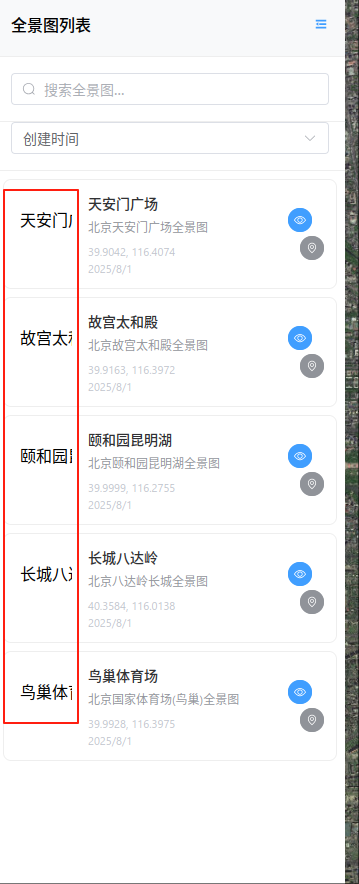 全景图列表
搜索全景图...
创建时间
天安门
天安门广场
北京天安门广场全景图
39.9042, 116.4074
2025/8/1
故宫太
故宫太和殿
北京故宫太和殿全景图
39.9163, 116.3972
2025/8/1
颐和园
颐和园昆明湖
北京颐和园昆明湖全景图
39.9999, 116.2755
2025/8/1
长城八
长城八达岭
北京八达岭长城全景图
40.3584, 116.0138
2025/8/1
鸟巢体
鸟巢体育场
北京国家体育场(鸟巢)全景图
39.9928, 116.3975
2025/8/1